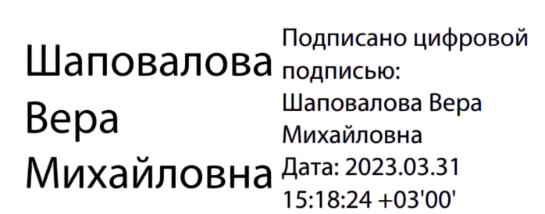 Шаповалова
Вера
Михайловна
Подписано цифровой
подписью:
Шаповалова Вера
Михайловна
Дата: 2023.03.31
15:18:24 +03'00'